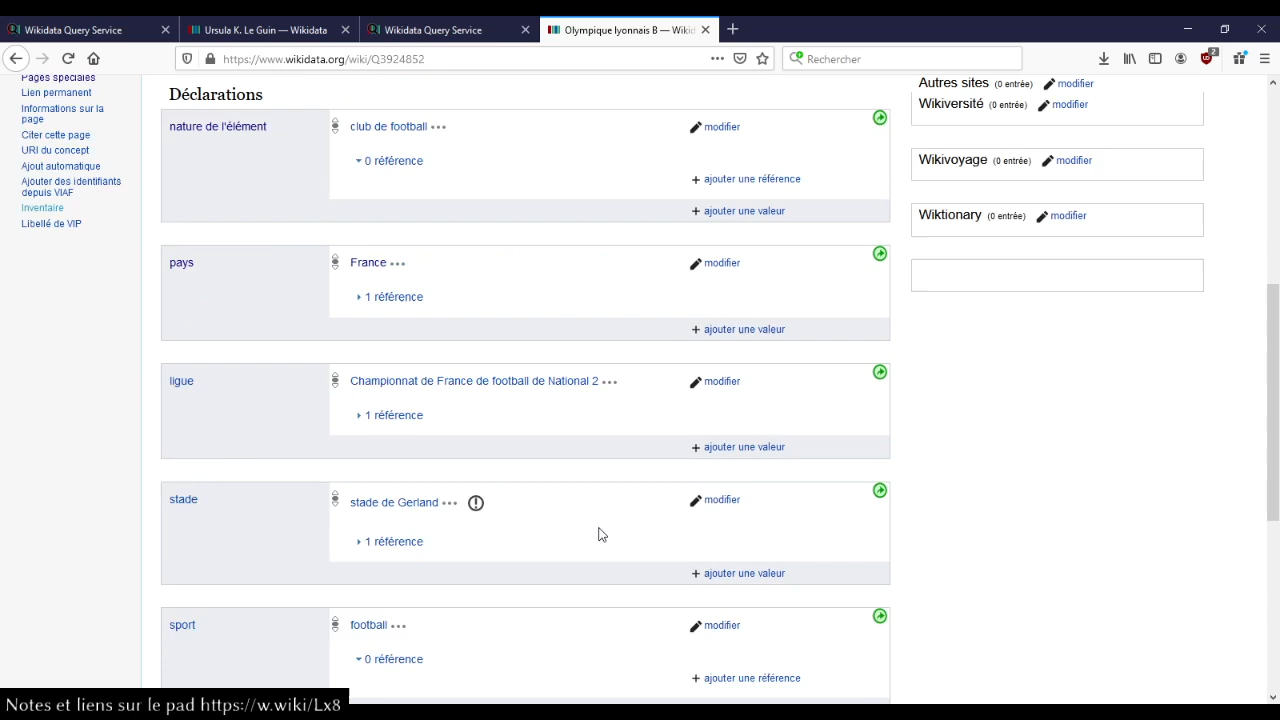 Wikidata Query Service
Ursula K. Le Guin — Wikidata
Wikidata Query Service
Olympique lyonnais B — Wikid
https://www.wikidata.org/wiki/Q3924852
Rechercher
2
Pages spéciales
Lien permanent
Informations sur la
page
Citer cette page
URI du concept
Ajout automatique
Ajouter des identifiants
depuis VIAF
Inventaire
Libellé de VIP
Déclarations
nature de l'élément
club de football
modifier
0 référence
+ ajouter une référence
+ ajouter une valeur
pays
France
modifier
1 référence
+ ajouter une valeur
ligue
Championnat de France de football de National 2
modifier
1 référence
+ ajouter une valeur
stade
stade de Gerland
modifier
1 référence
+ ajouter une valeur
sport
football
modifier
0 référence
+ ajouter une référence
Autres sites (0 entrée) modifier
Wikiversité (0 entrée) modifier
Wikivoyage (0 entrée) modifier
Wiktionary (0 entrée) modifier
Notes et liens sur le pad https://w.wiki/Lx8